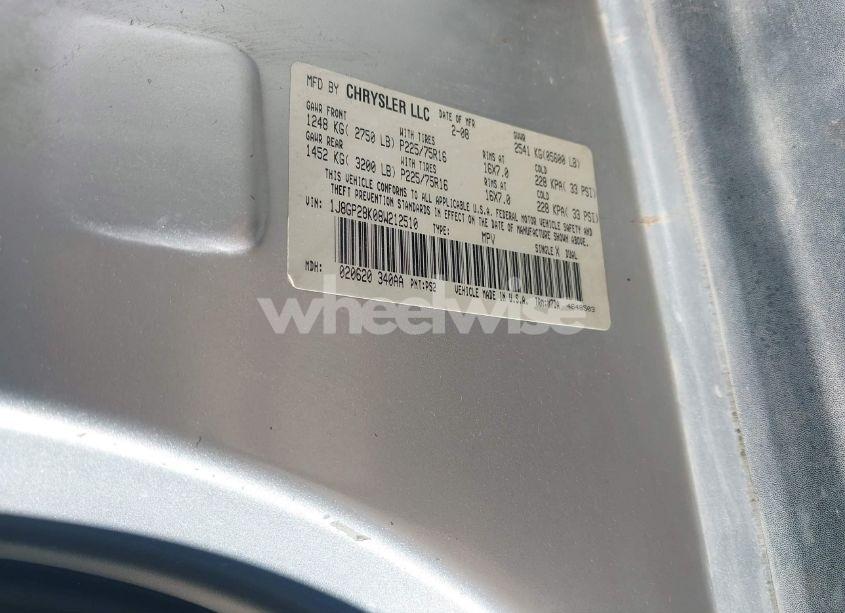 MFD BY CHRYSLER LLC DATE OF MFR 2-08 GVWR 2541 KG(05600 LB)
GAWR FRONT WITH TIRES RIMS AT COLD
1248 KG( 2750 LB) P225/75R16 16X7.0 228 KPA( 33 PSI)
GAWR REAR WITH TIRES RIMS AT COLD
1452 KG( 3200 LB) P225/75R16 16X7.0 228 KPA( 33 PSI)
THIS VEHICLE CONFORMS TO ALL APPLICABLE U.S.A. FEDERAL MOTOR VEHICLE SAFETY AND
THEFT PREVENTION STANDARDS IN EFFECT ON THE DATE OF MANUFACTURE SHOWN ABOVE.
VIN: 1J8GP28K08W212510 TYPE: MPV SINGLE X DUAL
MDH: 020620 340AA PNT:PS2 VEHICLE MADE IN U.S.A. 4648503
wheelwise